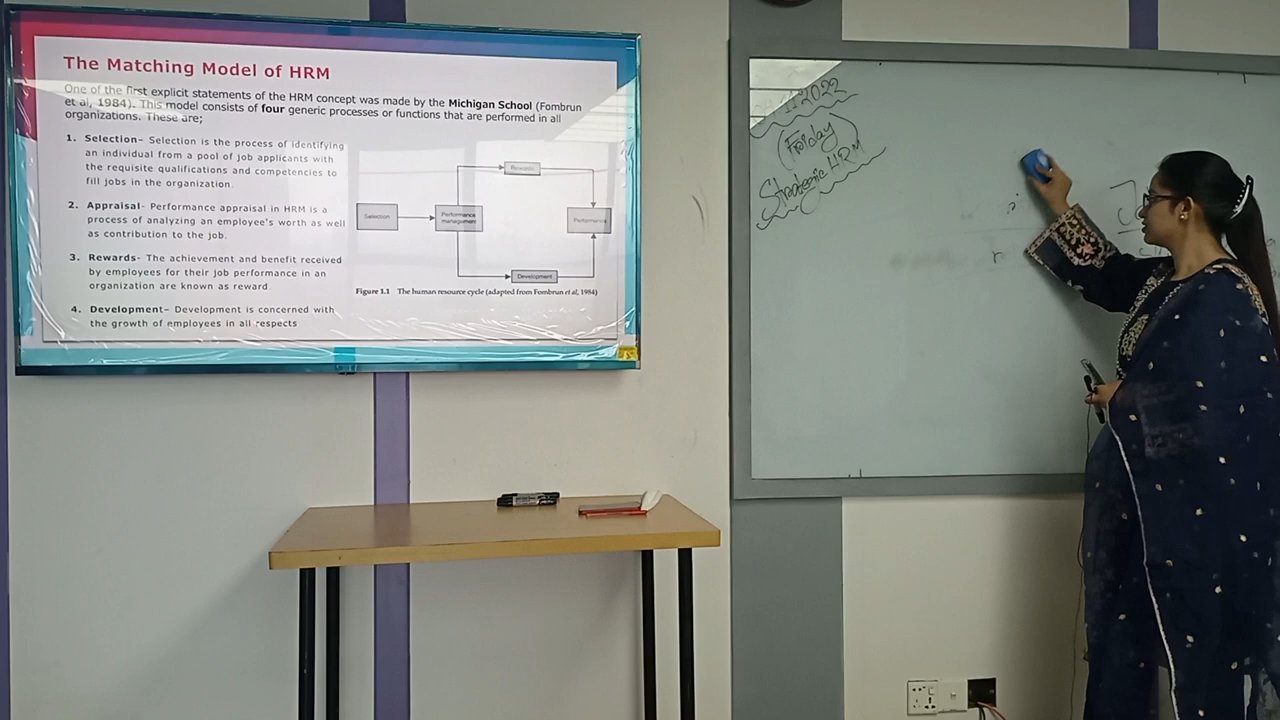 The Matching Model of HRM
One of the first explicit statements of the HRM concept was made by the Michigan School (Fombrun
et al, 1984). This model consists of four generic processes or functions that are performed in all
organizations. These are;
1. Selection– Selection is the process of identifying
an individual from a pool of job applicants with
the requisite qualifications and competencies to
fill jobs in the organization.
2. Appraisal- Performance appraisal in HRM is a
process of analyzing an employee's worth as well
as contribution to the job.
3. Rewards- The achievement and benefit received
by employees for their job performance in an
organization are known as reward.
4. Development– Development is concerned with
the growth of employees in all respects
Rewards
Selection
Performance
management
Performance
Development
Figure 1.1 The human resource cycle (adapted from Fombrun et al, 1984)
2022
(Friday)
Strategic HRM